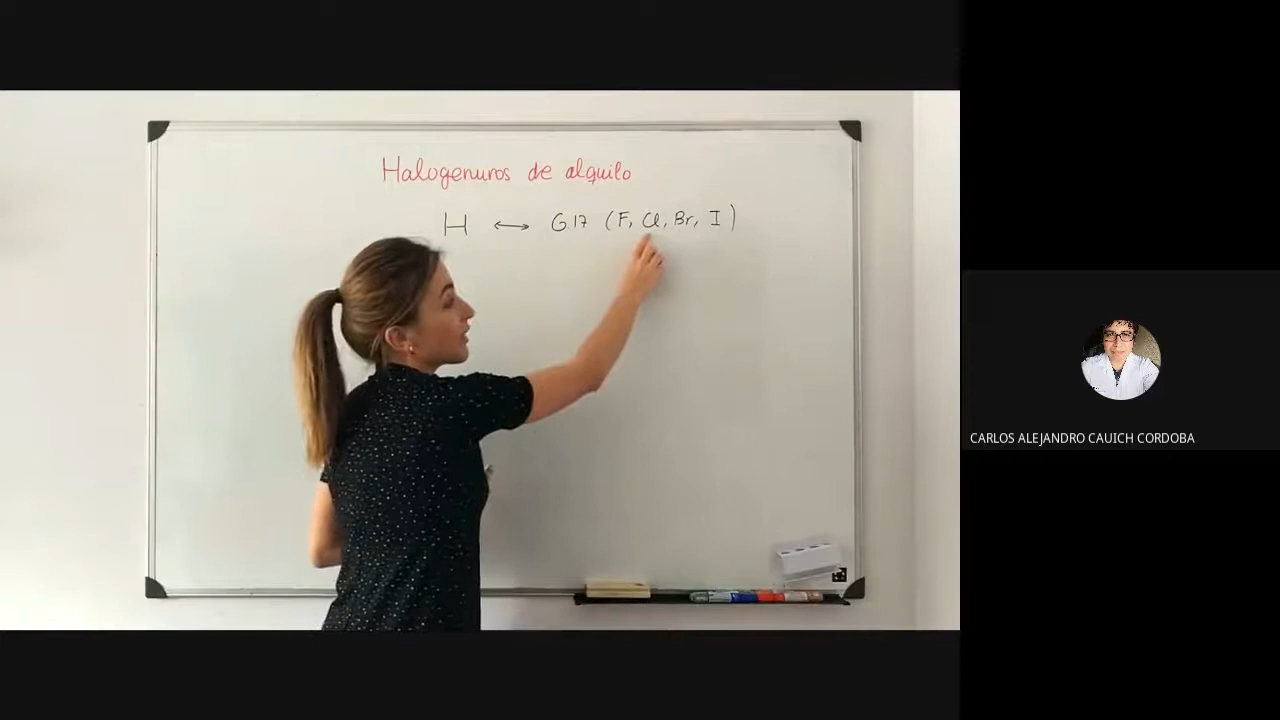 Halogenuros de alquilo
H ↔ G.17 (F, Cl, Br, I)
CARLOS ALEJANDRO CAUICH CORDOBA